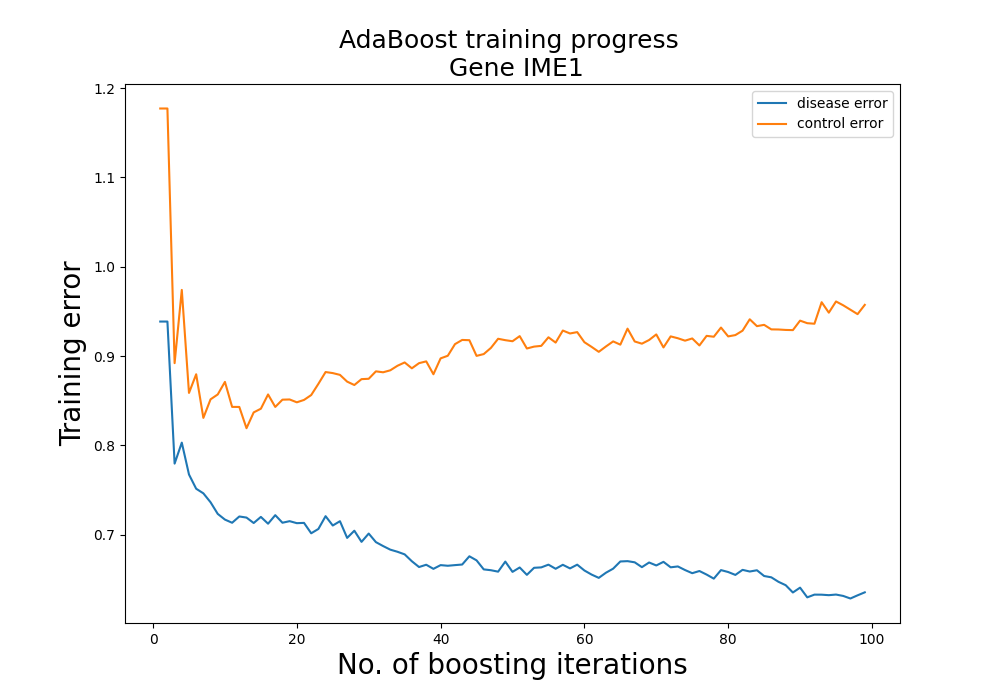 AdaBoost training progress
Gene IME1
disease error
control error
1.2
1.1
1.0
0.9
0.8
0.7
Training error
0
20
40
60
80
100
No. of boosting iterations